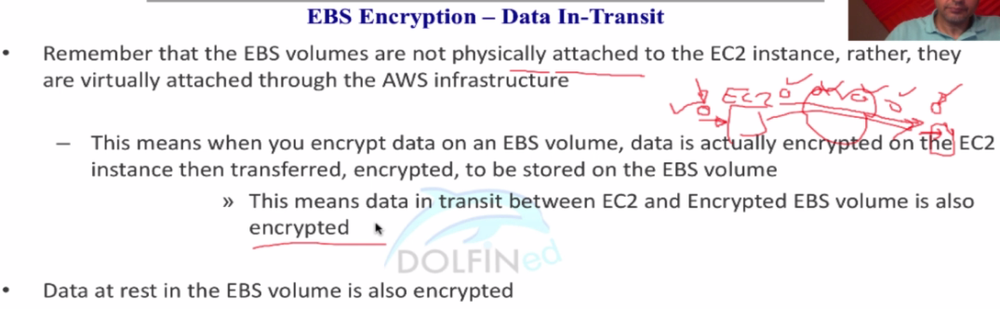 EBS Encryption – Data In-Transit
• Remember that the EBS volumes are not physically attached to the EC2 instance, rather, they
are virtually attached through the AWS infrastructure
EC2
– This means when you encrypt data on an EBS volume, data is actually encrypted on the EC2
instance then transferred, encrypted, to be stored on the EBS volume
» This means data in transit between EC2 and Encrypted EBS volume is also
encrypted
DOLFINed
• Data at rest in the EBS volume is also encrypted